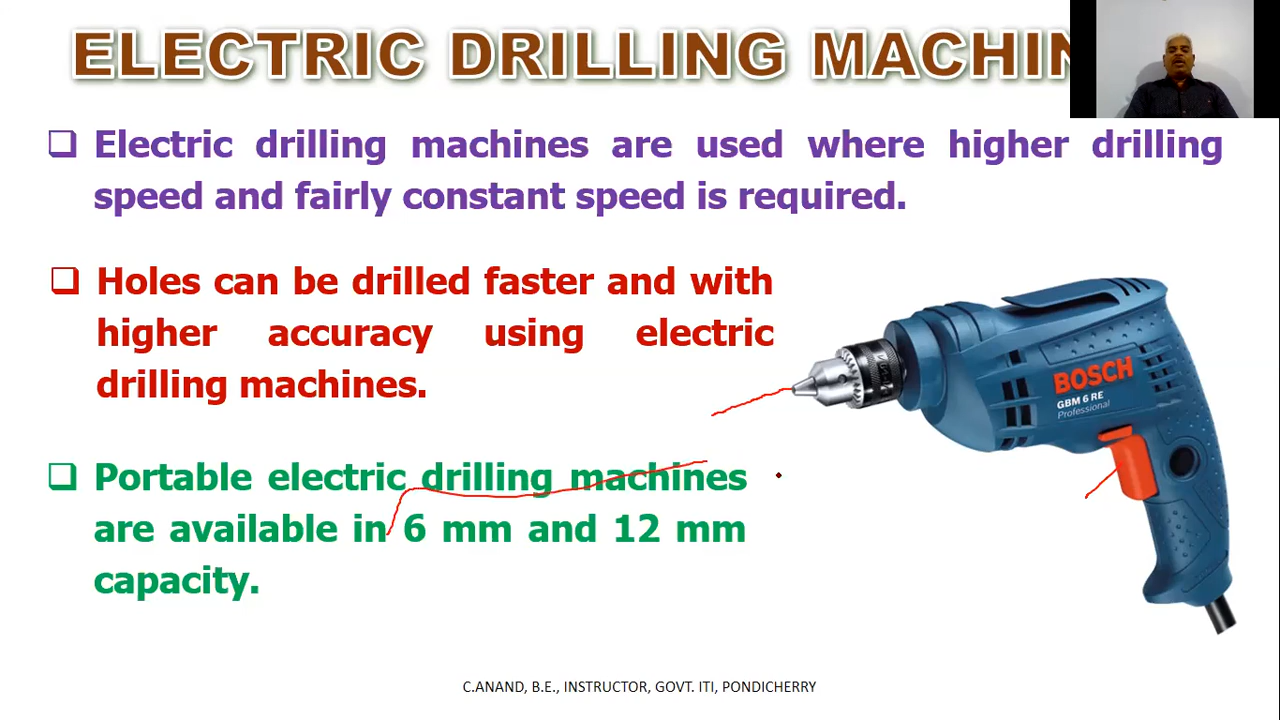 ELECTRIC DRILLING MACHIN
Electric drilling machines are used where higher drilling
speed and fairly constant speed is required.
Holes can be drilled faster and with
higher accuracy using electric
drilling machines.
BOSCH
GBM 6 RE
Professional
Portable electric drilling machines
are available in 6 mm and 12 mm
capacity.
C.ANAND, B.E., INSTRUCTOR, GOVT. ITI, PONDICHERRY